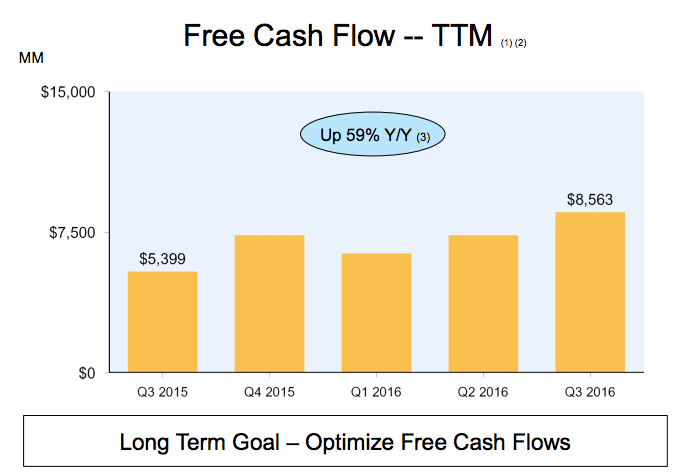 Free Cash Flow -- TTM (1) (2)
MM
$15,000
Up 59% Y/Y (3)
$8,563
$7,500
$5,399
$0
Q3 2015 Q4 2015 Q1 2016 Q2 2016 Q3 2016
Long Term Goal – Optimize Free Cash Flows